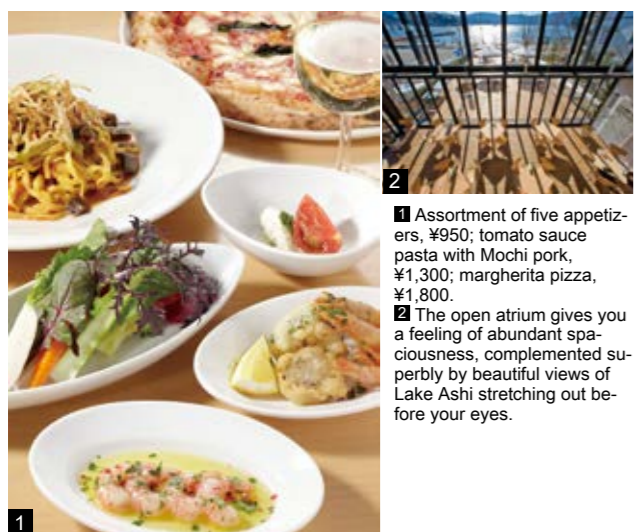 1
2
1 Assortment of five appetiz-
ers, ¥950; tomato sauce
pasta with Mochi pork,
¥1,300; margherita pizza,
¥1,800.
2 The open atrium gives you
a feeling of abundant spa-
ciousness, complemented su-
perbly by beautiful views of
Lake Ashi stretching out be-
fore your eyes.